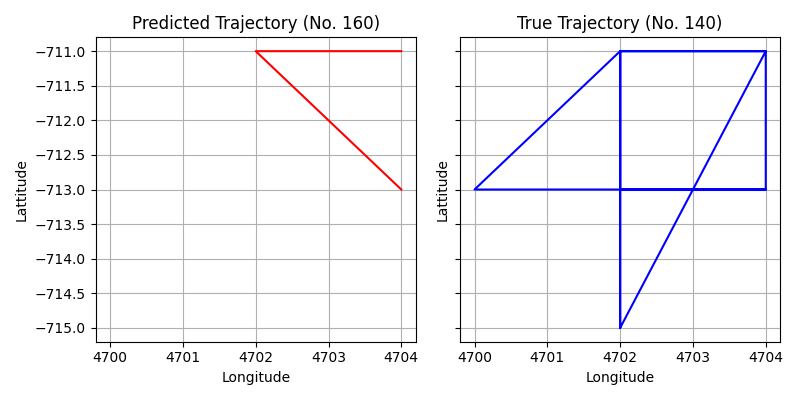 Predicted Trajectory (No. 160)
True Trajectory (No. 140)
−711.0
−711.5
−712.0
−712.5
−713.0
−713.5
−714.0
−714.5
−715.0
Lattitude
Lattitude
4700 4701 4702 4703 4704
4700 4701 4702 4703 4704
Longitude
Longitude